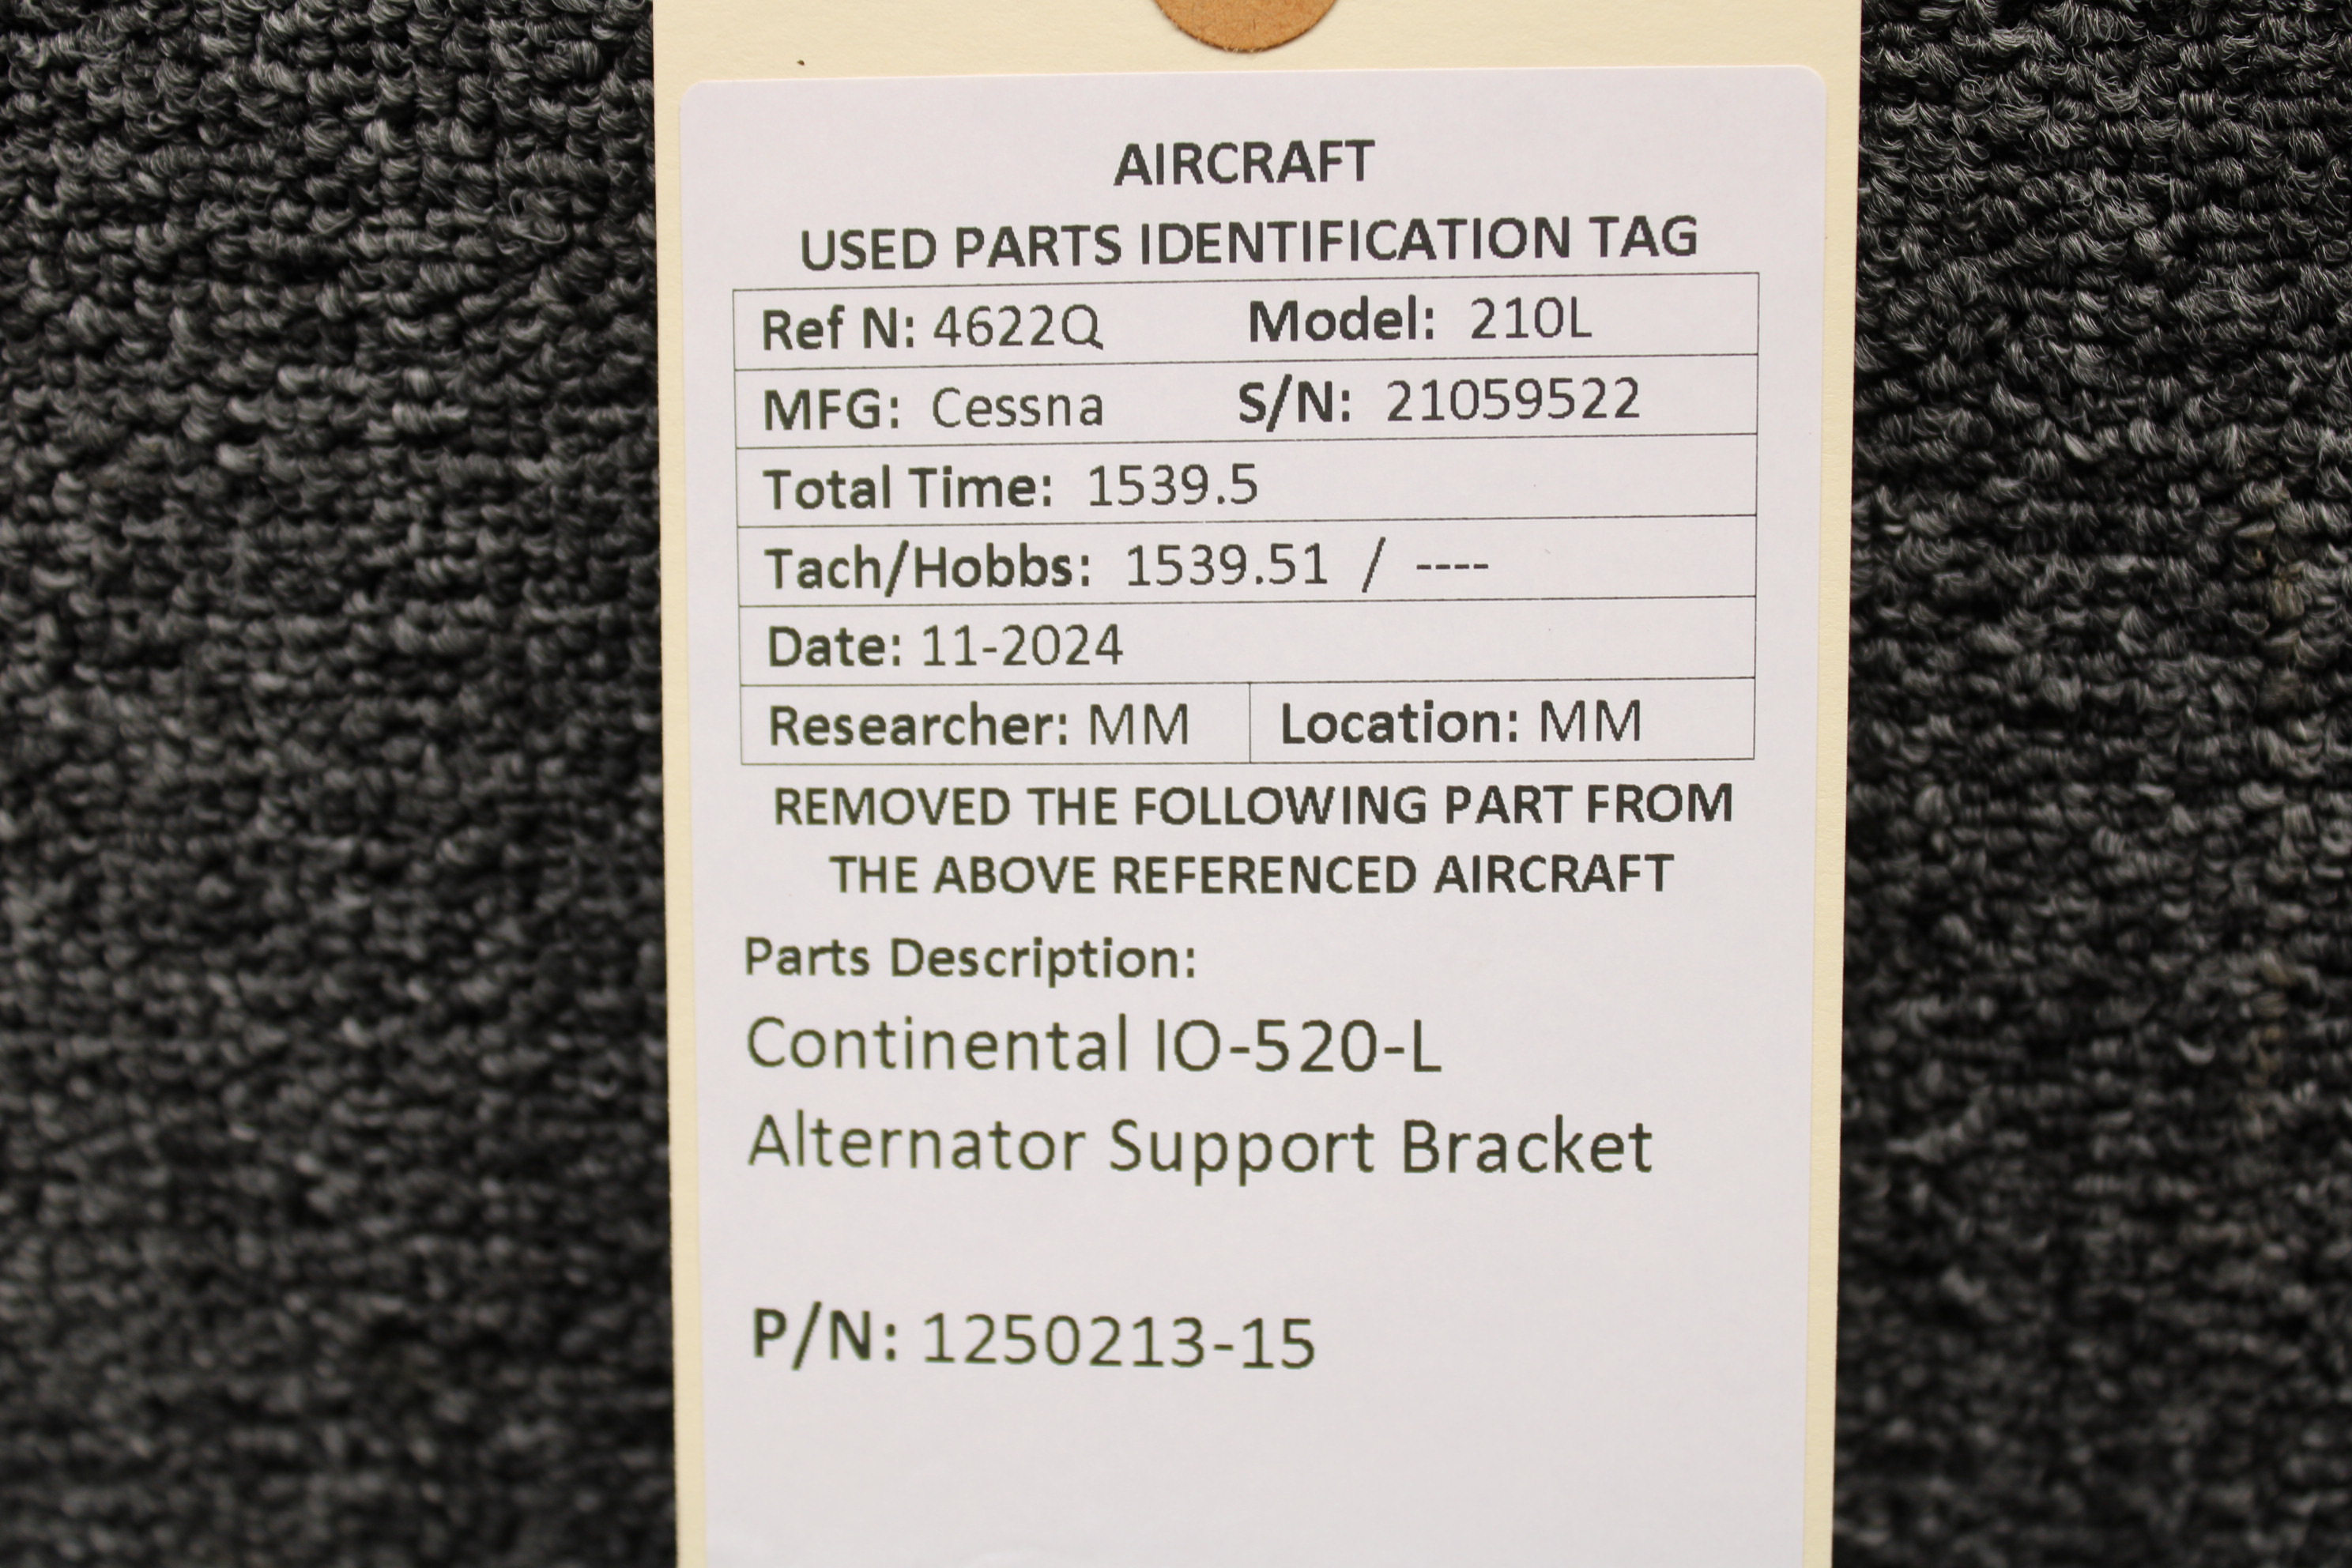 AIRCRAFT
USED PARTS IDENTIFICATION TAG
Ref N: 4622Q Model: 210L
MFG: Cessna S/N: 21059522
Total Time: 1539.5
Tach/Hobbs: 1539.51 / ----
Date: 11-2024
Researcher: MM Location: MM
REMOVED THE FOLLOWING PART FROM
THE ABOVE REFERENCED AIRCRAFT
Parts Description:
Continental IO-520-L
Alternator Support Bracket
P/N: 1250213-15